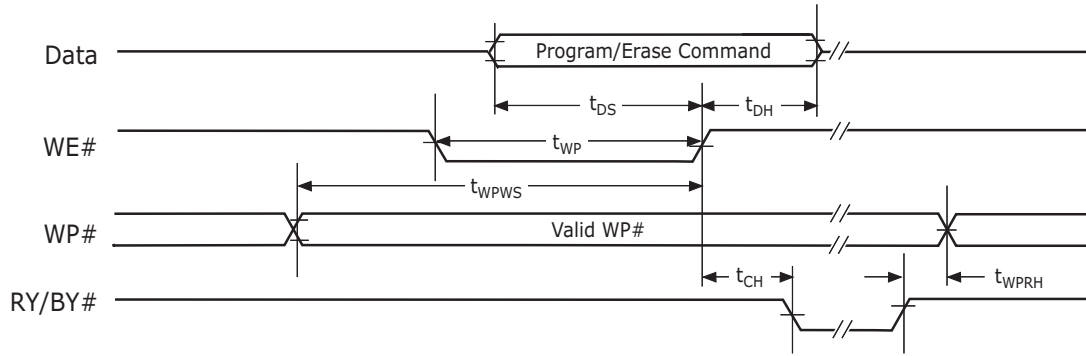 Data
Program/Erase Command
tDS
tDH
WE#
tWP
tWPWS
WP#
Valid WP#
tCH
tWPRH
RY/BY#